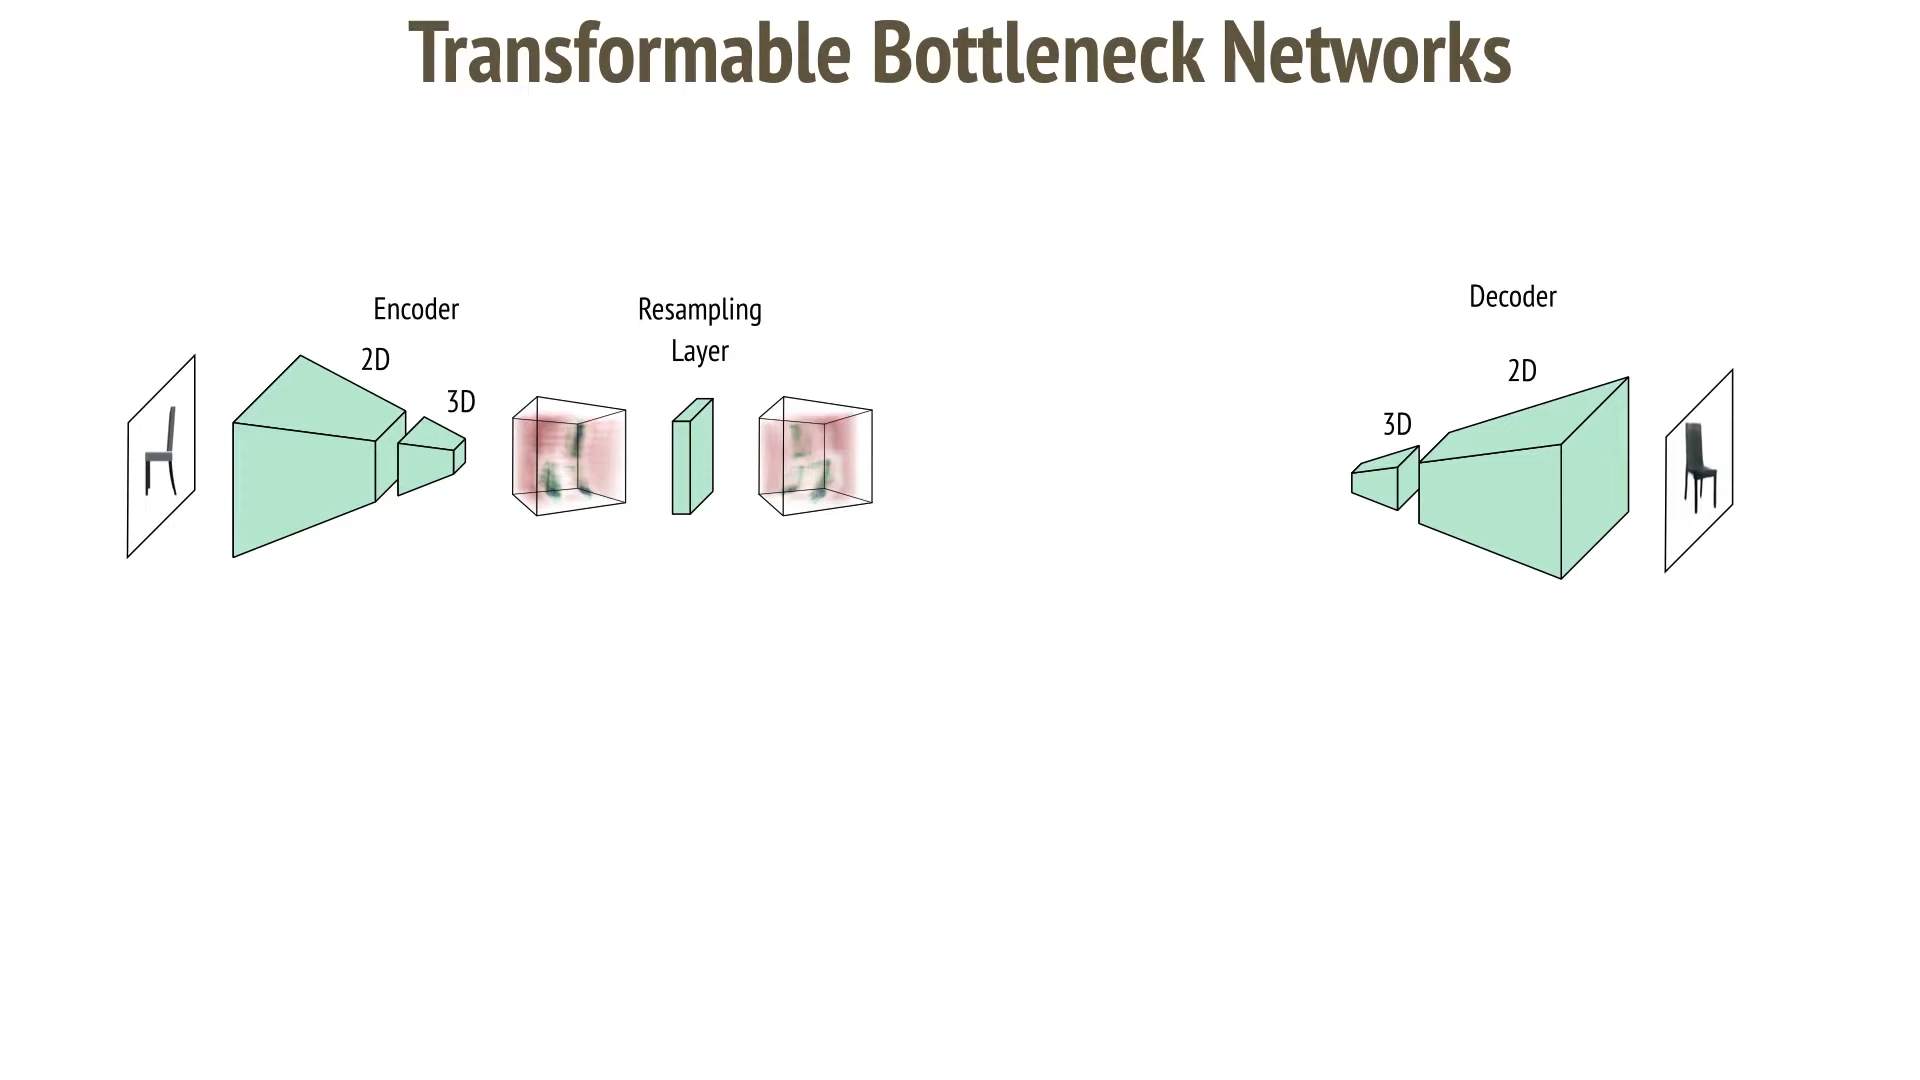 Transformable Bottleneck Networks
Encoder
2D
3D
Resampling
Layer
Decoder
2D
3D